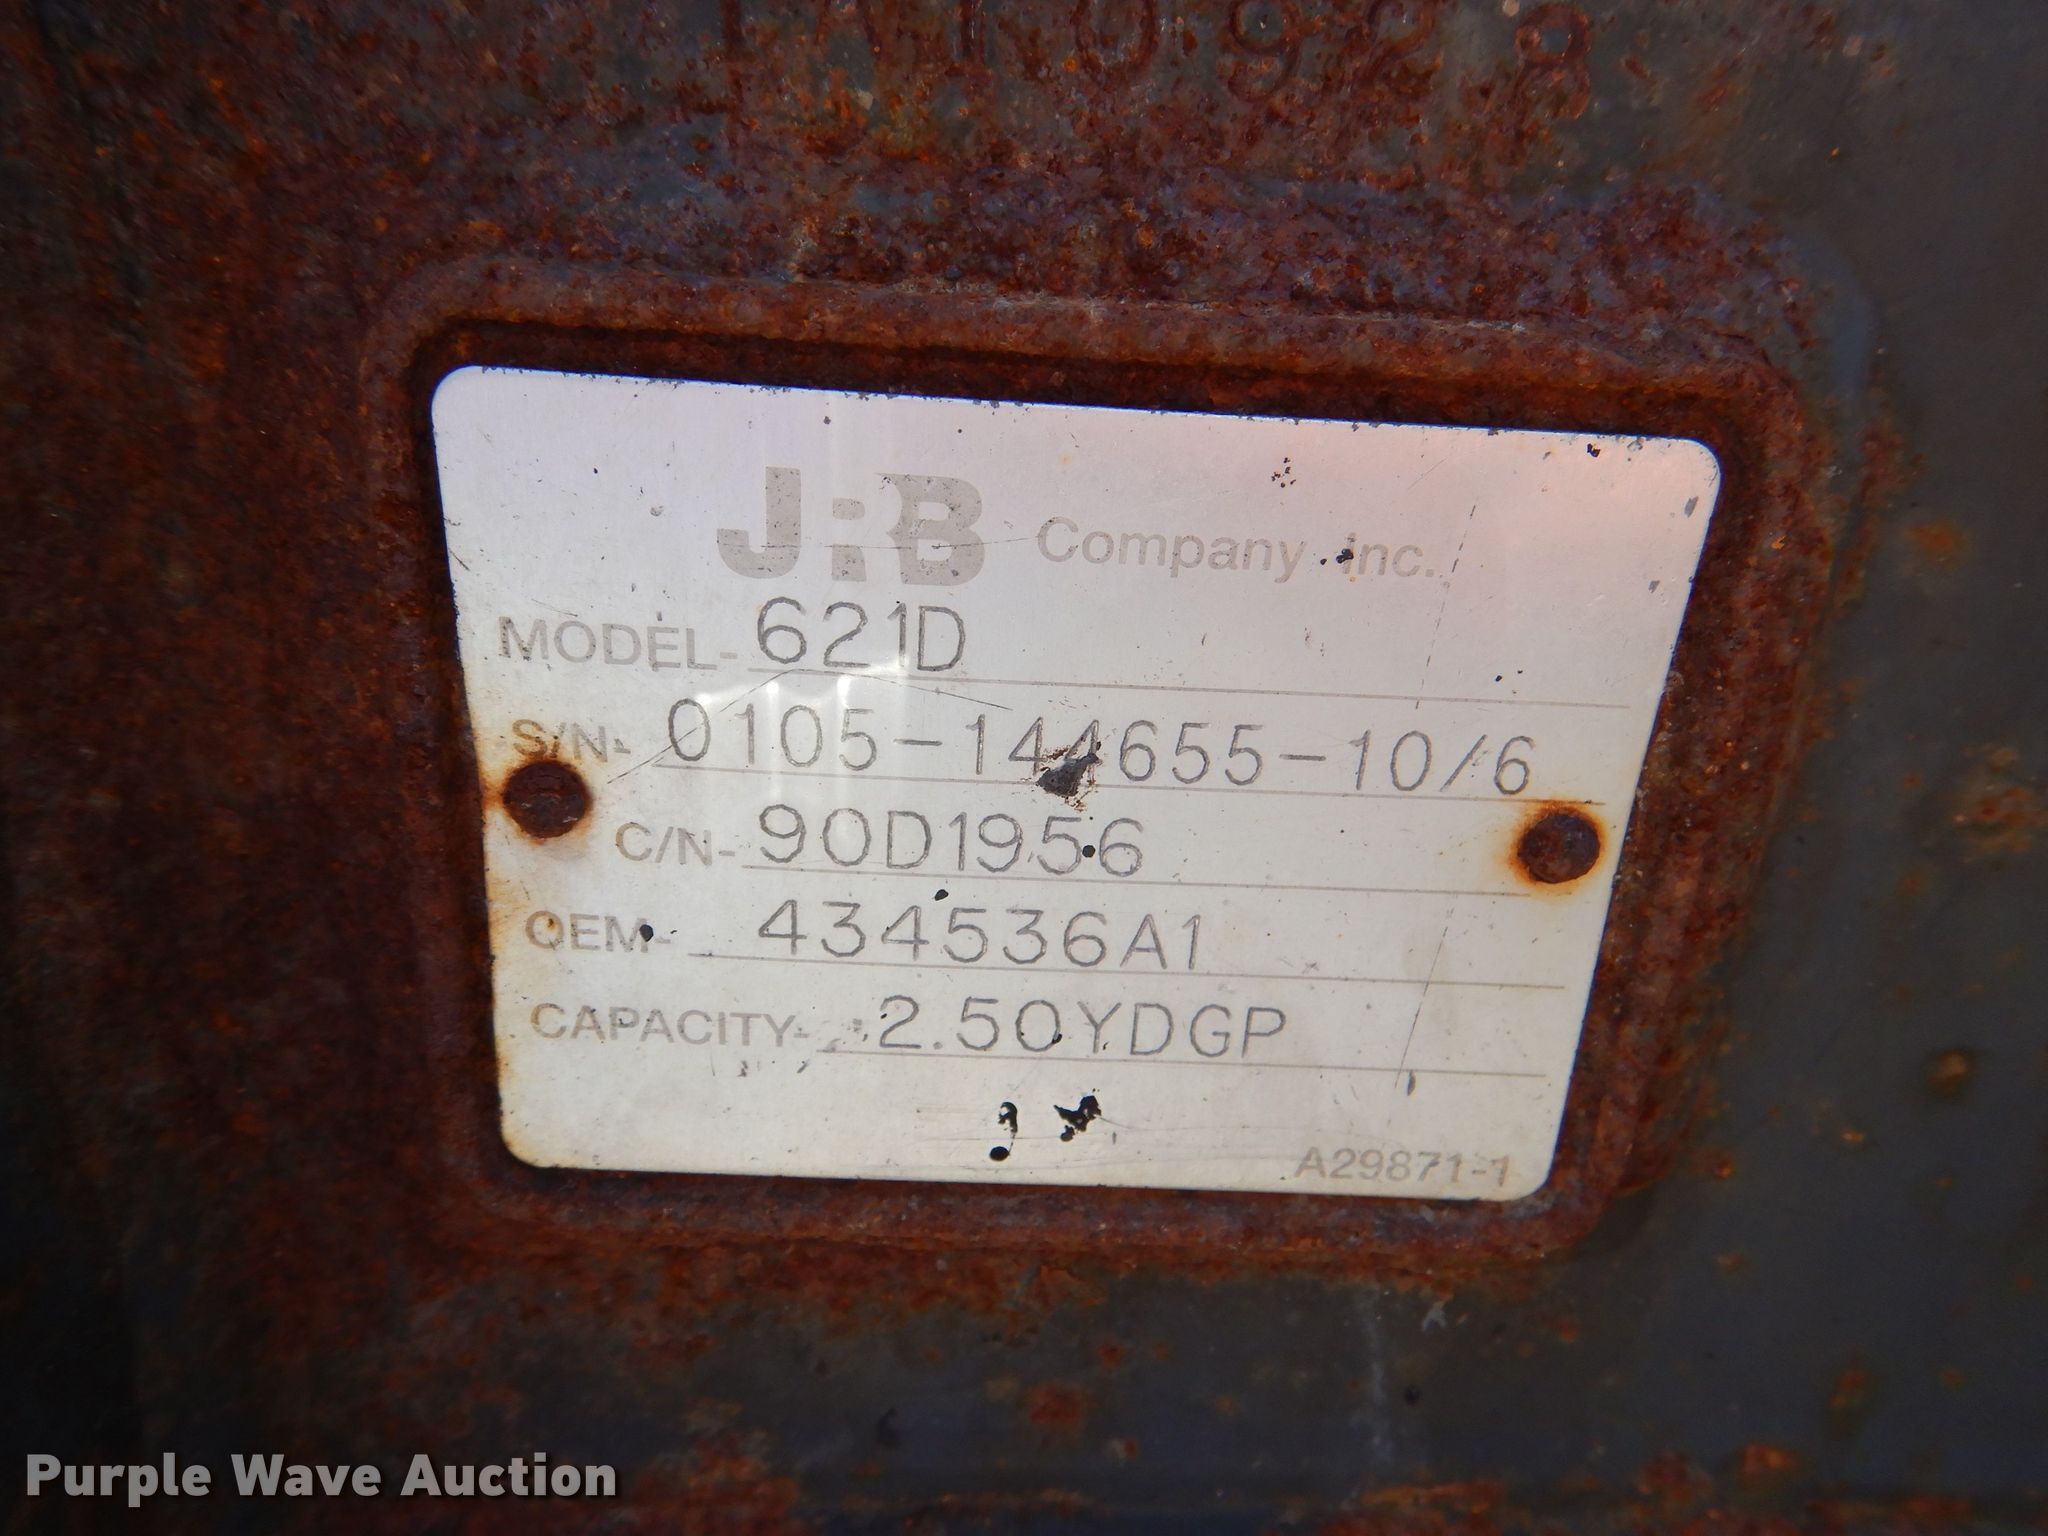 JRB Company Inc.
MODEL- 621D
S/N- 0105-144655-10/6
C/N- 90D1956
OEM- 434536A1
CAPACITY- 2.50YDGP
A29871-1
Purple Wave Auction